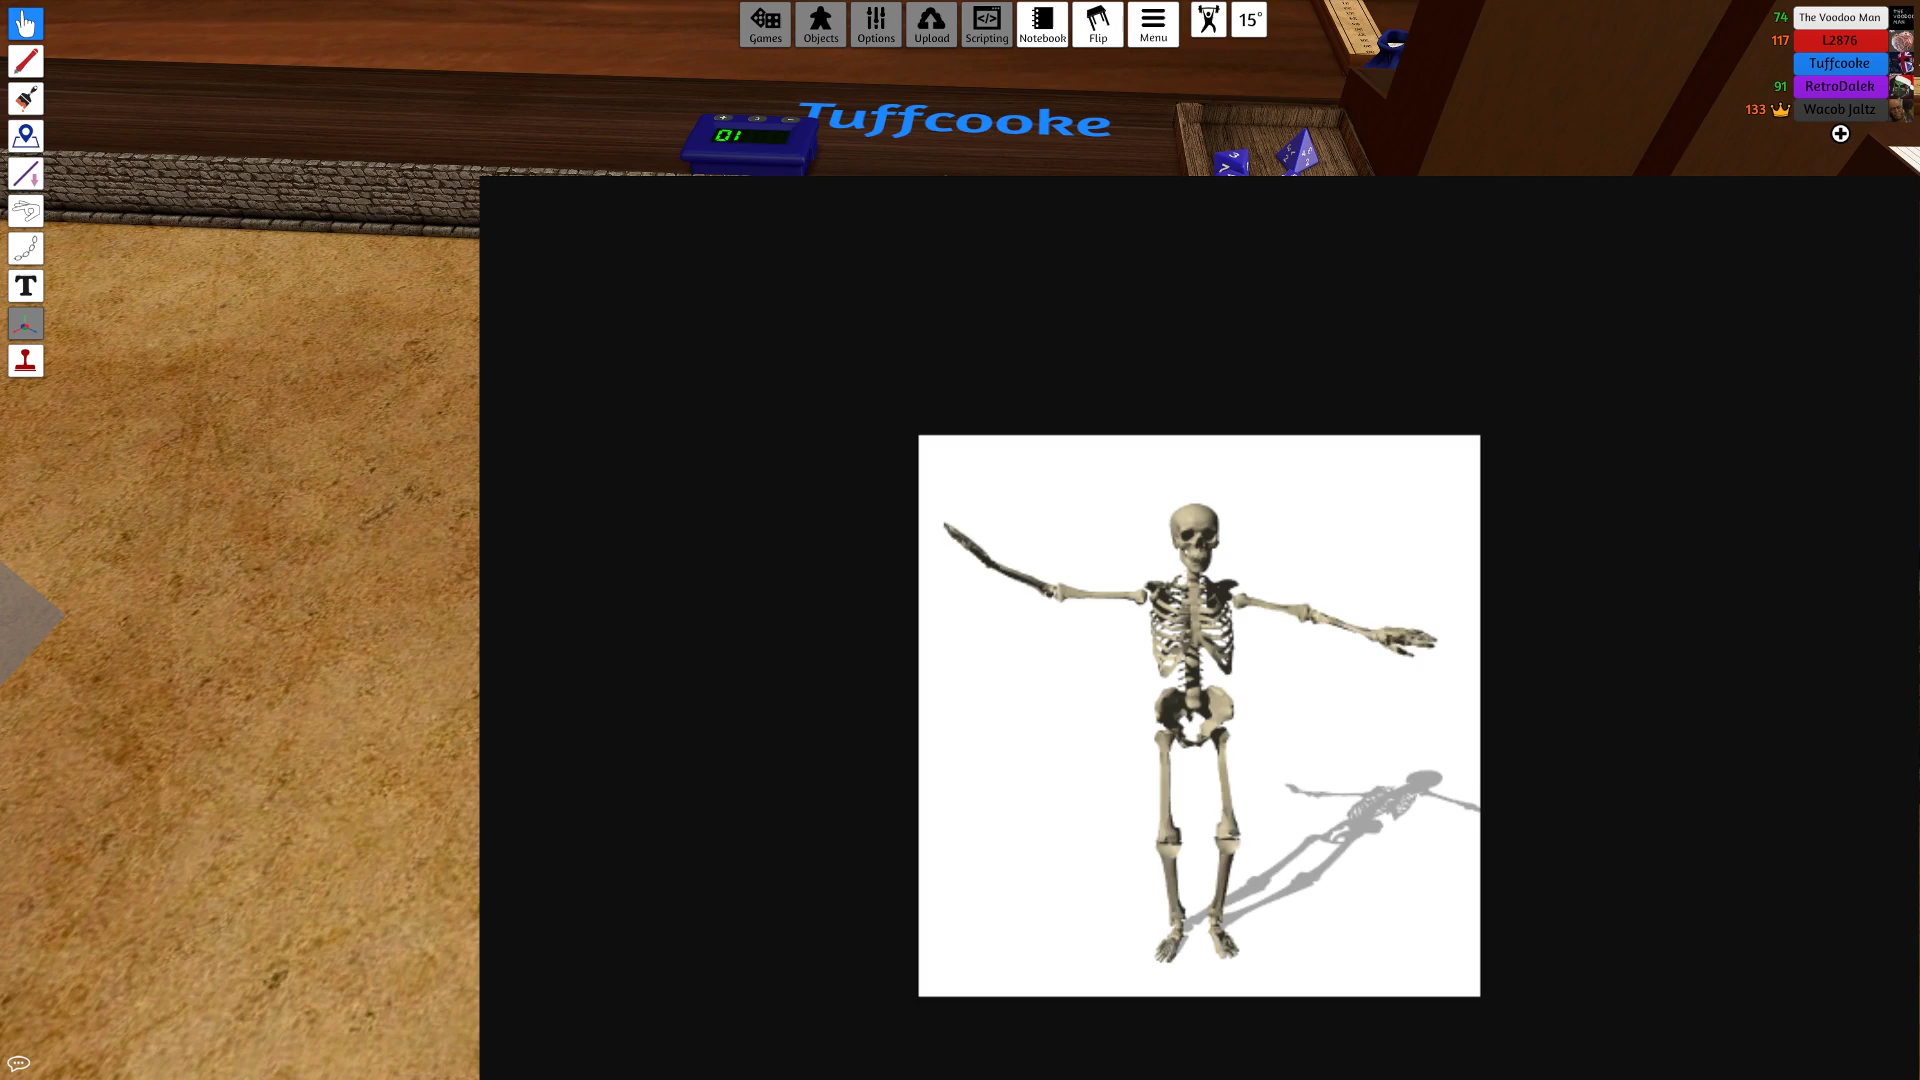 Games
Objects
Options
Upload
Scripting
Notebook
Flip
Menu
15°
74 The Voodoo Man
117 L2876
Tuffcooke
91 RetroDalek
133 Wacob Jaltz
Tuffcooke
01
T